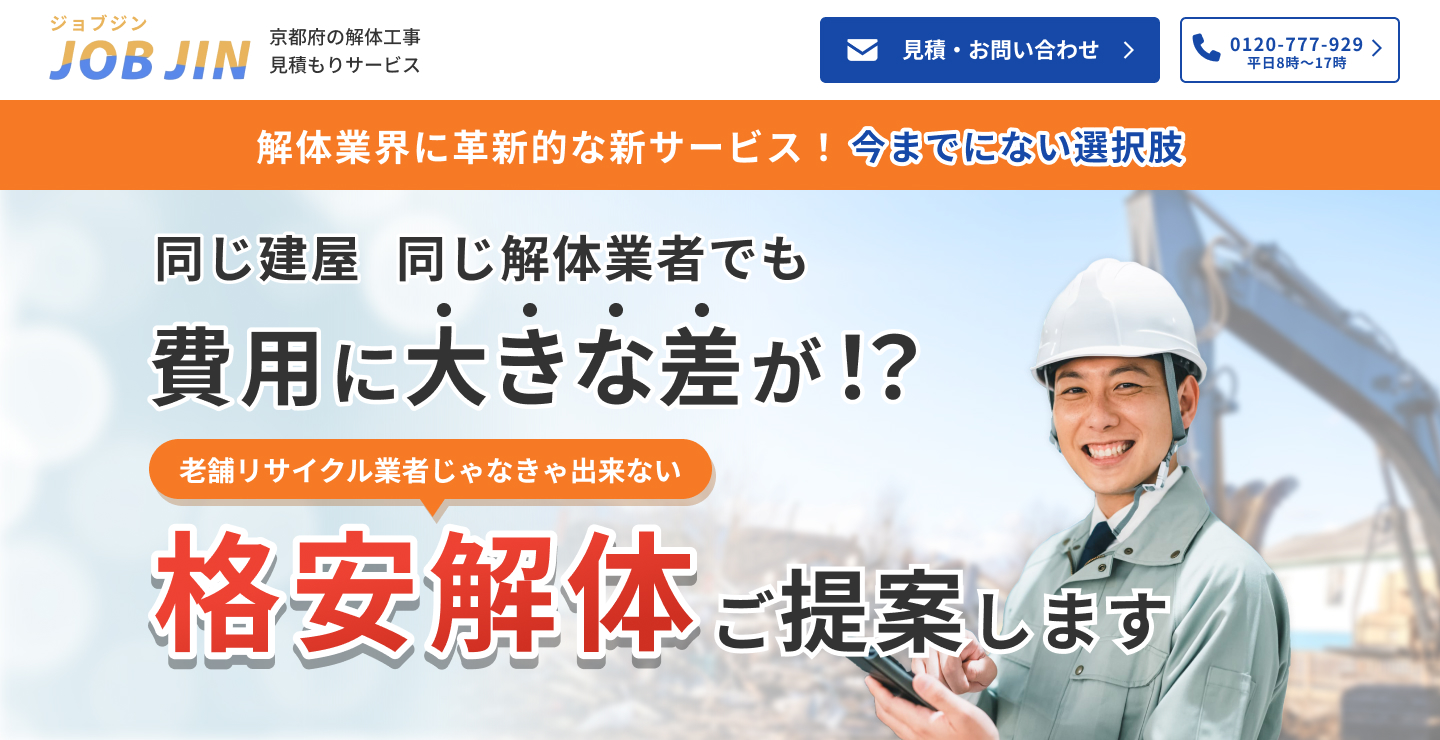 ジョブジン
JOB JIN
京都府の解体工事
見積もりサービス
見積・お問い合わせ
0120-777-929
平日8時〜17時
解体業界に革新的な新サービス！ 今までにない選択肢
同じ建屋 同じ解体業者でも
費用に大きな差が!?
老舗リサイクル業者じゃなきゃ出来ない
格安解体ご提案します